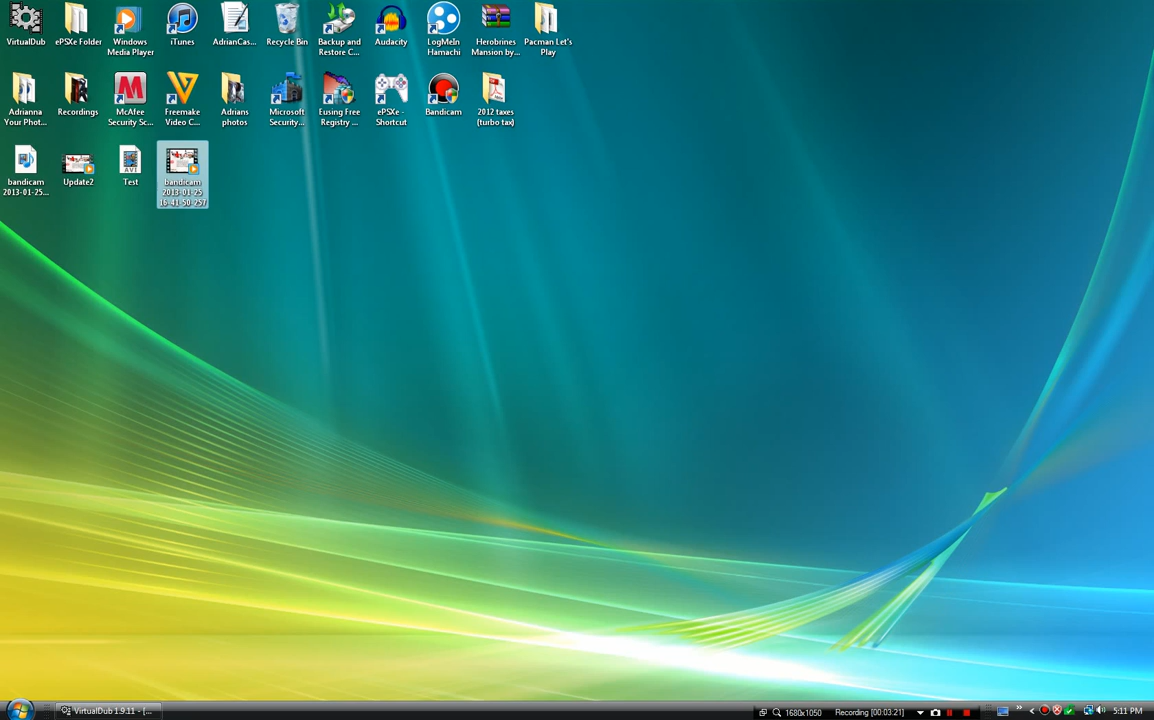 VirtualDub
ePSXe Folder
Windows
Media Player
iTunes
AdrianCas...
Recycle Bin
Backup and
Restore C...
Audacity
LogMeIn
Hamachi
Herobrines
Mansion by...
Pacman Let's
Play
Adrianna
Your Phot...
Recordings
McAfee
Security Sc...
Freemake
Video C...
Adrians
photos
Microsoft
Security...
Eusing Free
Registry ...
ePSXe -
Shortcut
Bandicam
2012 taxes
(turbo tax)
bandicam
2013-01-25...
Update2
AVI
Test
bandicam
2013-01-25
16-41-50-257
VirtualDub 1.9.11 - [...
1680x1050
Recording [00:03:21]
5:11 PM